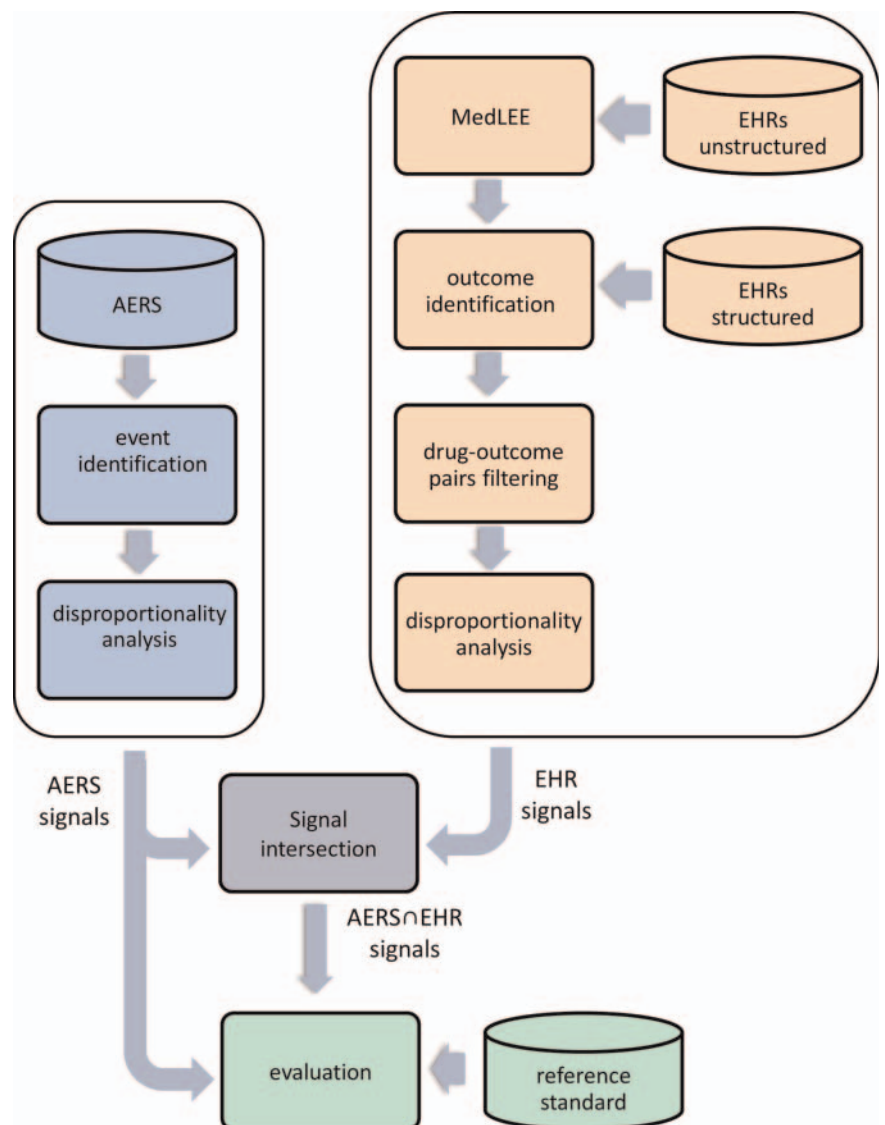 MedLEE
EHRs
unstructured
AERS
outcome
identification
EHRs
structured
event
identification
drug-outcome
pairs filtering
disproportionality
analysis
disproportionality
analysis
AERS
signals
Signal
intersection
EHR
signals
AERS∩EHR
signals
evaluation
reference
standard